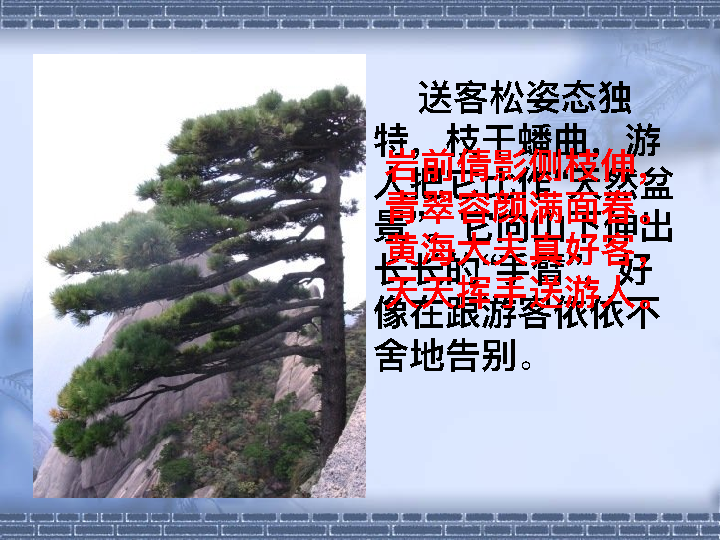 送客松姿态独
特，枝干蟠曲，游
人把它比作“天然盆
景”。它向山下伸出
长长的“手臂”，好
像在跟游客依依不
舍地告别。
岩前倩影侧枝伸，
青翠容颜满面春。
黄海大夫真好客，
天天挥手送游人。